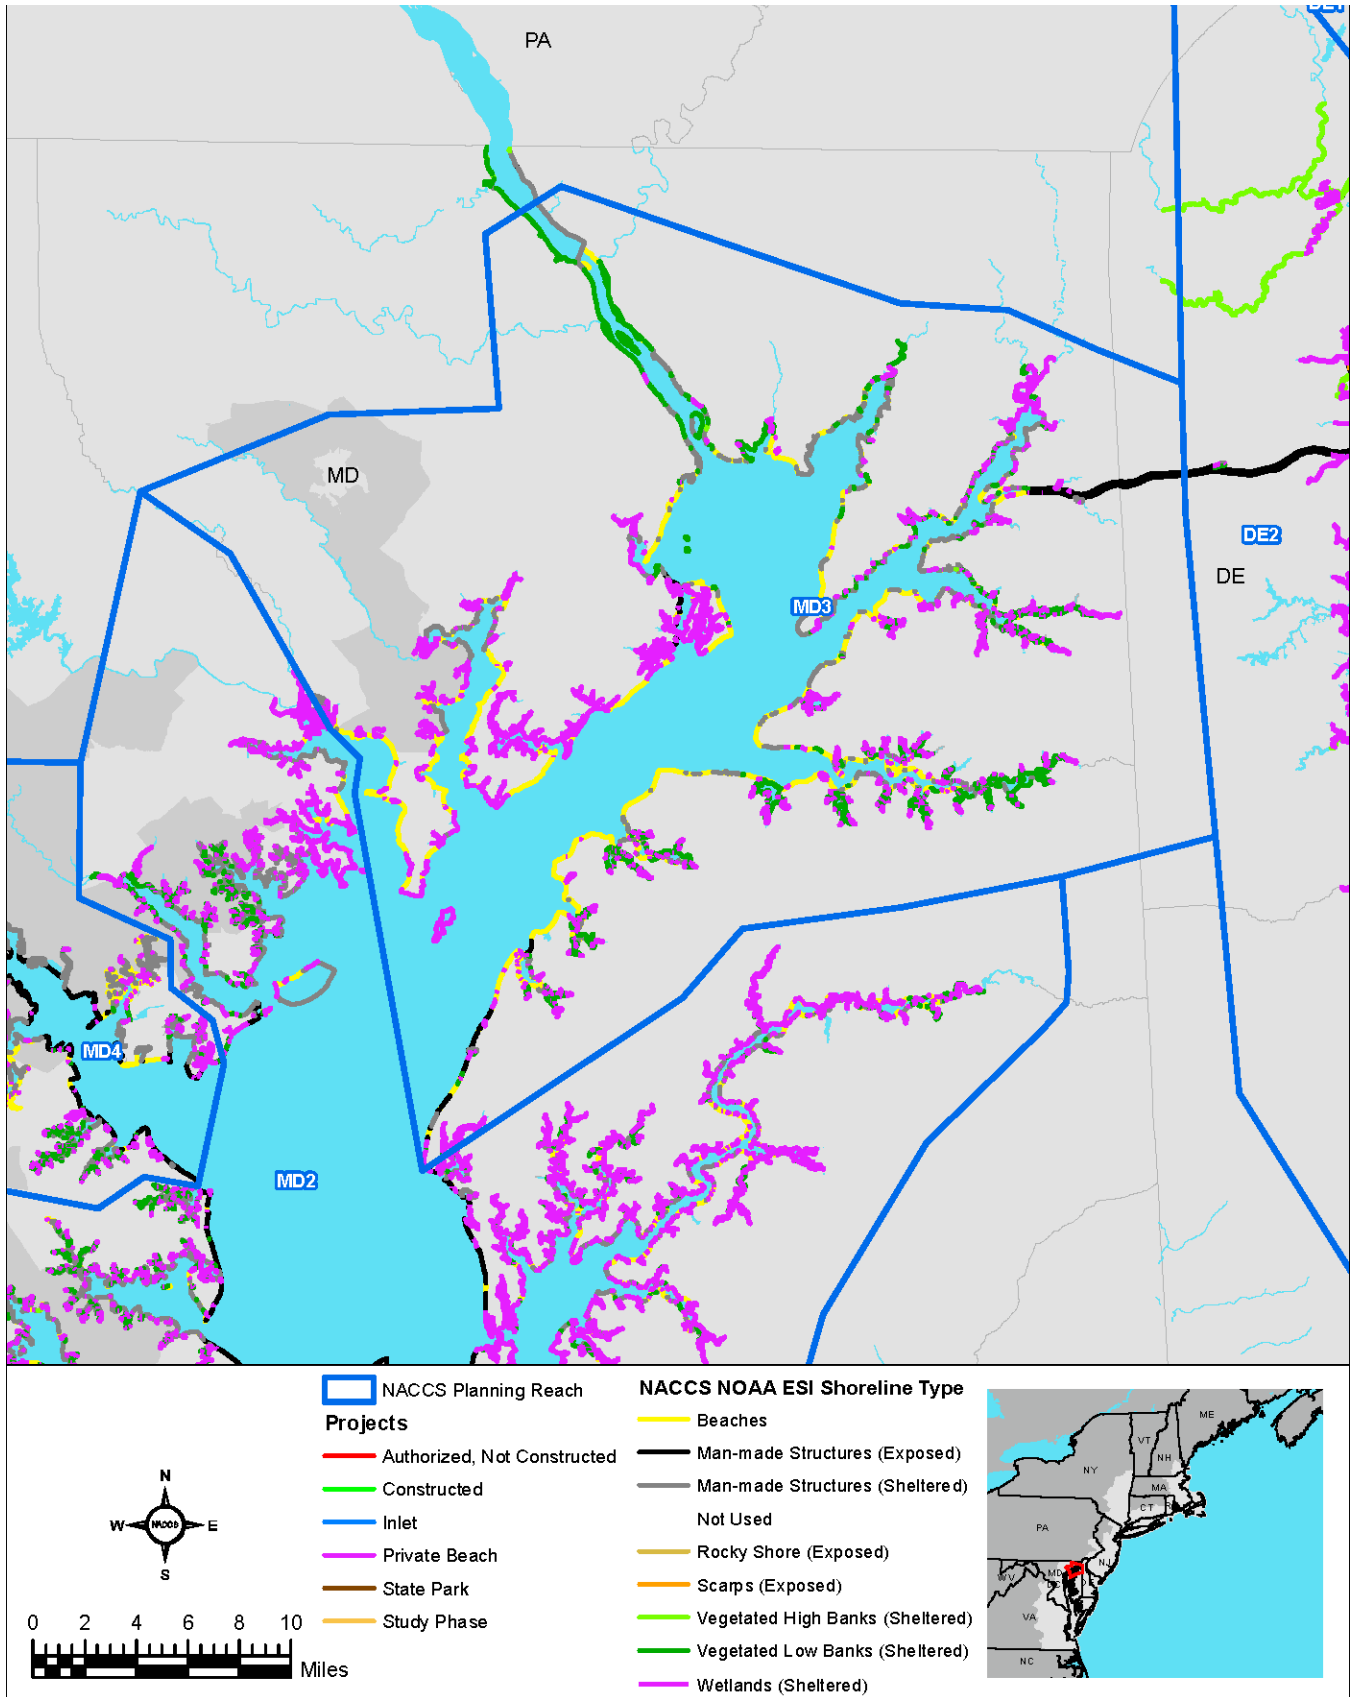 DE1
PA
MD
MD3
DE2
DE
MD4
MD2
NACCS Planning Reach
Projects
Authorized, Not Constructed
Constructed
Inlet
Private Beach
State Park
Study Phase
NACCS NOAA ESI Shoreline Type
Beaches
Man-made Structures (Exposed)
Man-made Structures (Sheltered)
Not Used
Rocky Shore (Exposed)
Scarps (Exposed)
Vegetated High Banks (Sheltered)
Vegetated Low Banks (Sheltered)
Wetlands (Sheltered)
N
W
NACCS
E
S
0 2 4 6 8 10
Miles
ME
VT
NH
NY
MA
CT
PA
NJ
MD
WV
VA
NC